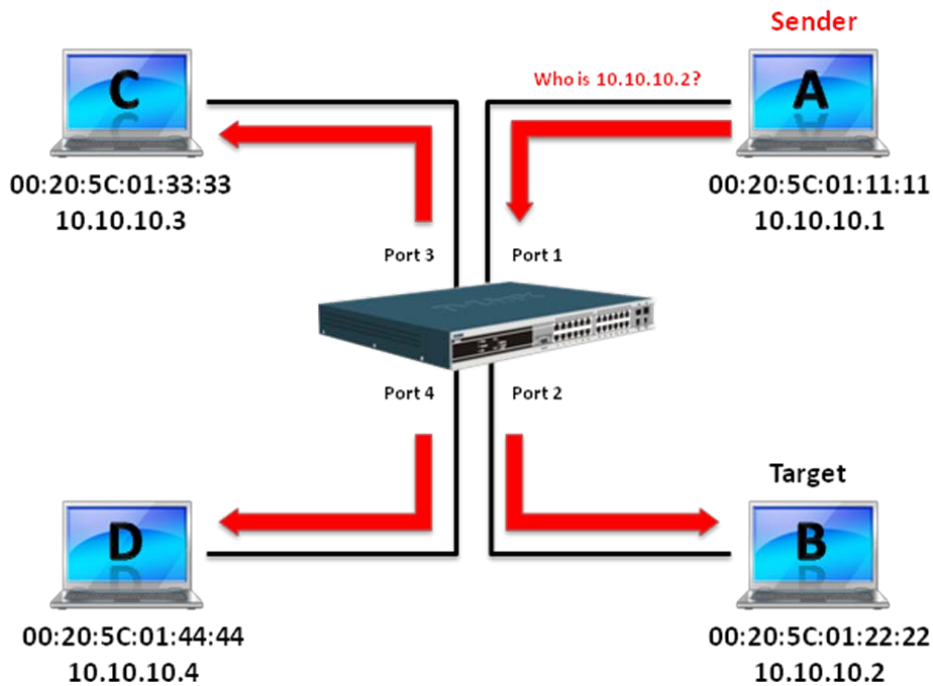 Sender
Who is 10.10.10.2?
C
A
00:20:5C:01:33:33
10.10.10.3
00:20:5C:01:11:11
10.10.10.1
Port 3
Port 1
Port 4
Port 2
Target
D
B
00:20:5C:01:44:44
10.10.10.4
00:20:5C:01:22:22
10.10.10.2